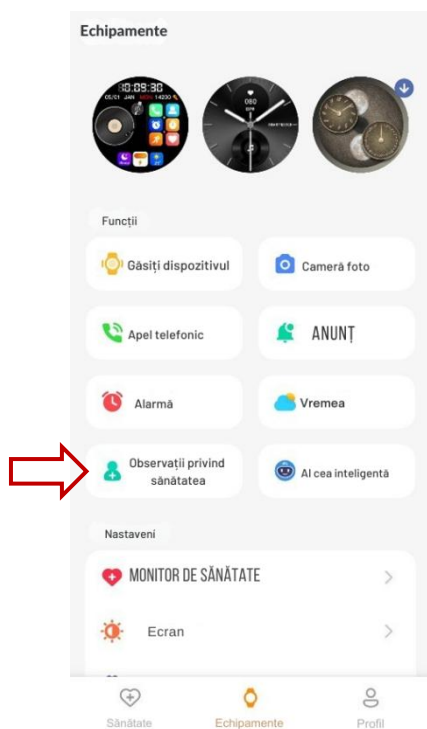 Echipamente
Funcții
Găsiți dispozitivul
Cameră foto
Apel telefonic
ANUNȚ
Alarmă
Vremea
Observații privind
sănătatea
AI cea inteligentă
Nastaveni
MONITOR DE SĂNĂTATE
Ecran
Sănătate
Echipamente
Profil